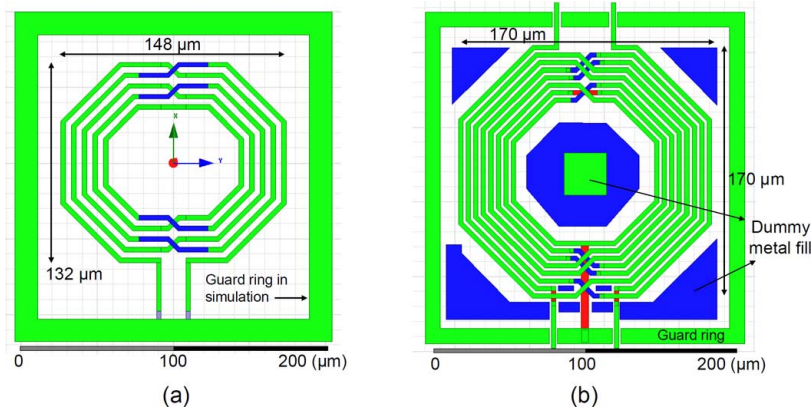 148 µm
X
Y
132 µm
Guard ring in
simulation
0
100
200 (µm)
(a)
170 µm
170 µm
Dummy
metal fill
Guard ring
0
100
200 (µm)
(b)